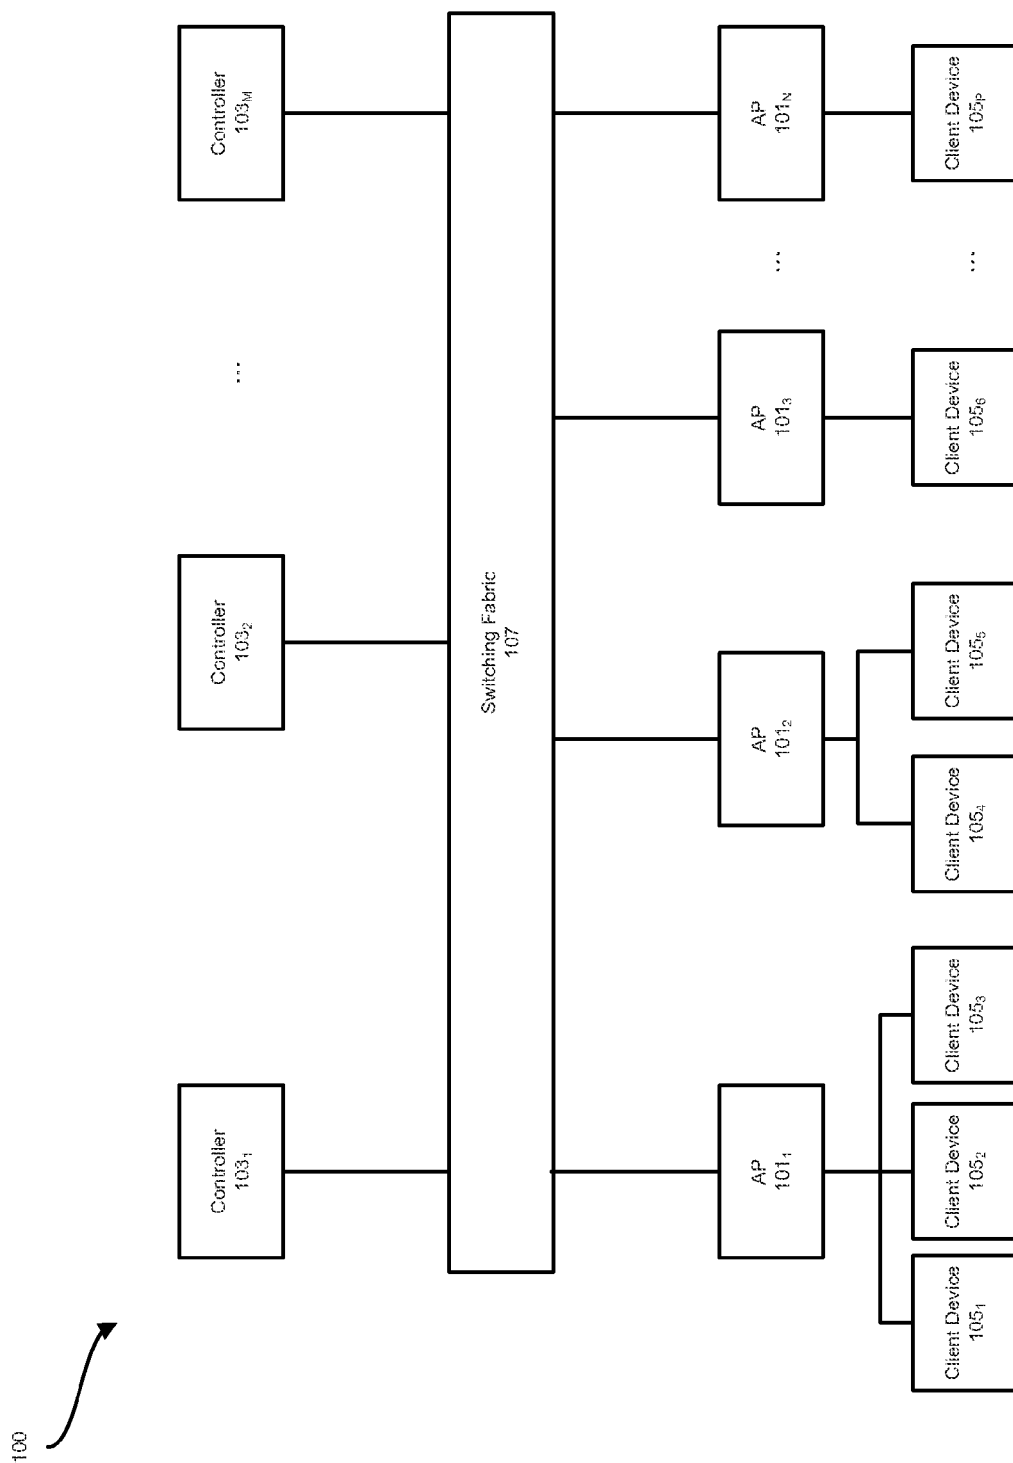 100
Controller
103₁
Controller
103₂
...
Controller
103M
Switching Fabric
107
AP
101₁
AP
101₂
AP
101₃
...
AP
101N
Client Device
105₁
Client Device
105₂
Client Device
105₃
Client Device
105₄
Client Device
105₅
Client Device
105₆
...
Client Device
105P